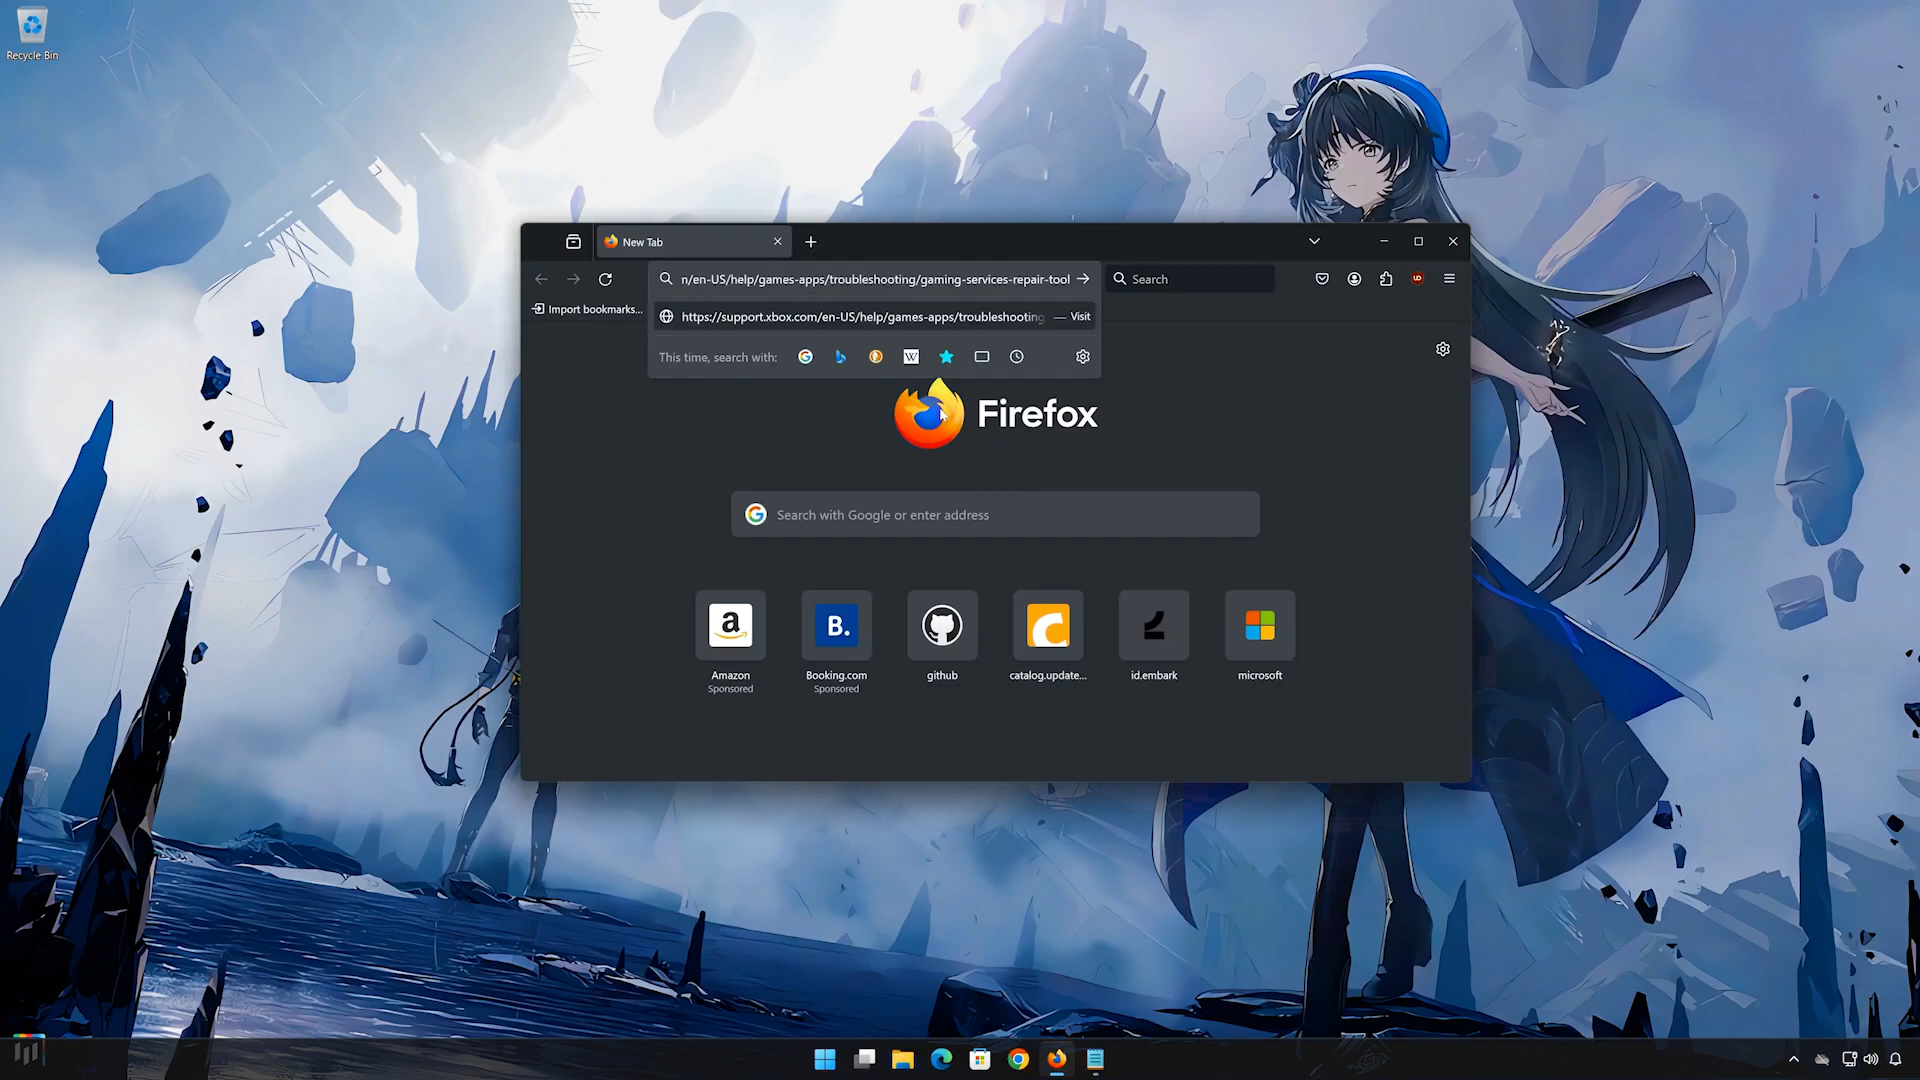 Recycle Bin
New Tab
n/en-US/help/games-apps/troubleshooting/gaming-services-repair-tool
Search
Import bookmarks...
https://support.xbox.com/en-US/help/games-apps/troubleshooting — Visit
This time, search with:
W
Firefox
Search with Google or enter address
a
B.
Amazon
Sponsored
Booking.com
Sponsored
github
catalog.update...
id.embark
microsoft